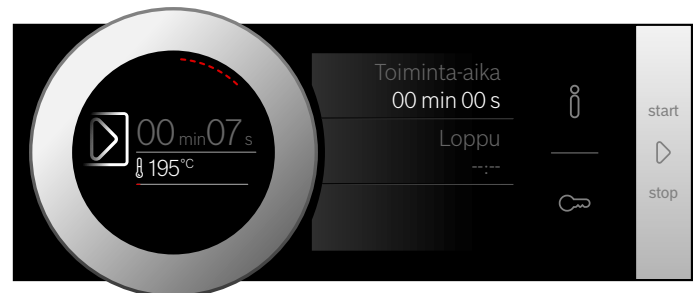 00 min 07 s
195°C
Toiminta-aika
00 min 00 s
Loppu
--:--
start
stop